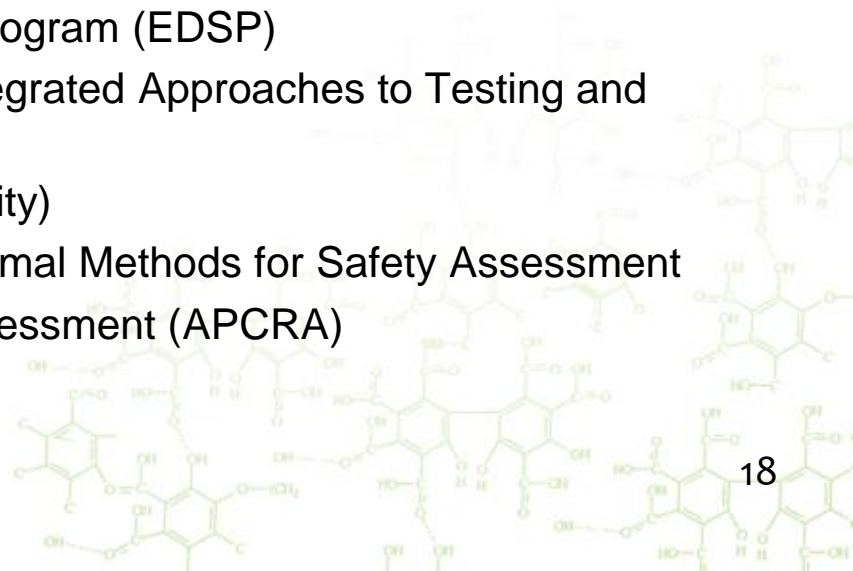 ogram (EDSP)
egrated Approaches to Testing and
ity)
mal Methods for Safety Assessment
essment (APCRA)
18